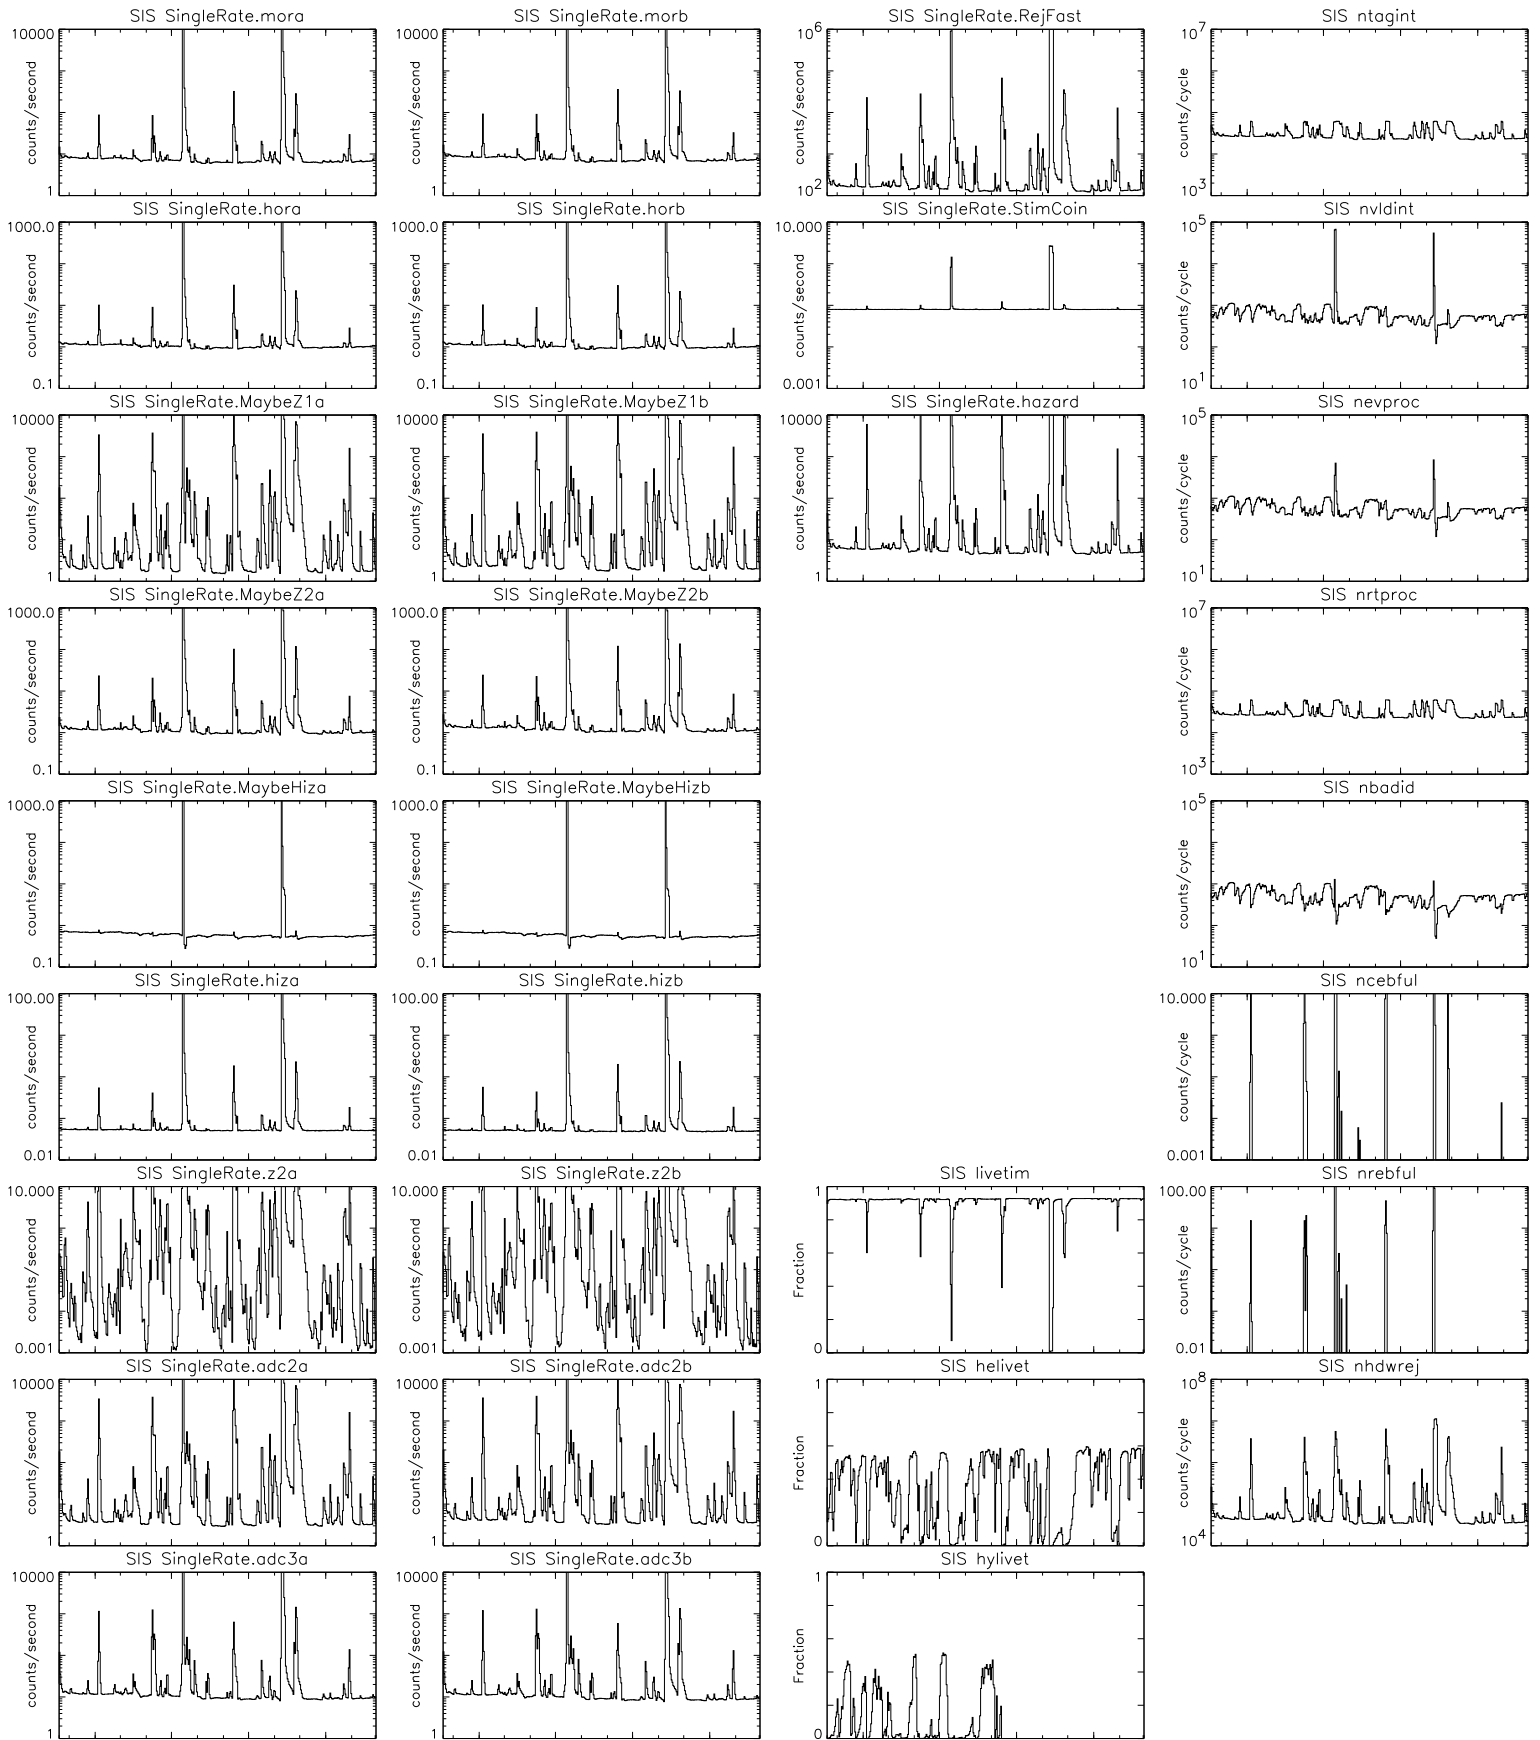 SIS SingleRate.mora
10000
counts/second
1
SIS SingleRate.morb
10000
counts/second
1
SIS SingleRate.RejFast
10^6
counts/second
10^2
SIS ntagint
10^7
counts/cycle
10^3
SIS SingleRate.hora
1000.0
counts/second
0.1
SIS SingleRate.horb
1000.0
counts/second
0.1
SIS SingleRate.StimCoin
10.000
counts/second
0.001
SIS nvldint
10^5
counts/cycle
10^1
SIS SingleRate.MaybeZ1a
10000
counts/second
1
SIS SingleRate.MaybeZ1b
10000
counts/second
1
SIS SingleRate.hazard
10000
counts/second
1
SIS nevproc
10^5
counts/cycle
10^1
SIS SingleRate.MaybeZ2a
1000.0
counts/second
0.1
SIS SingleRate.MaybeZ2b
1000.0
counts/second
0.1
SIS nrtproc
10^7
counts/cycle
10^3
SIS SingleRate.MaybeHiza
1000.0
counts/second
0.1
SIS SingleRate.MaybeHizb
1000.0
counts/second
0.1
SIS nbadid
10^5
counts/cycle
10^1
SIS SingleRate.hiza
100.00
counts/second
0.01
SIS SingleRate.hizb
100.00
counts/second
0.01
SIS ncebful
10.000
counts/cycle
0.001
SIS SingleRate.z2a
10.000
counts/second
0.001
SIS SingleRate.z2b
10.000
counts/second
0.001
SIS livetim
1
Fraction
0
SIS nrebful
100.00
counts/cycle
0.01
SIS SingleRate.adc2a
10000
counts/second
1
SIS SingleRate.adc2b
10000
counts/second
1
SIS helivet
1
Fraction
0
SIS nhdwrej
10^8
counts/cycle
10^4
SIS SingleRate.adc3a
10000
counts/second
1
SIS SingleRate.adc3b
10000
counts/second
1
SIS hylivet
1
Fraction
0